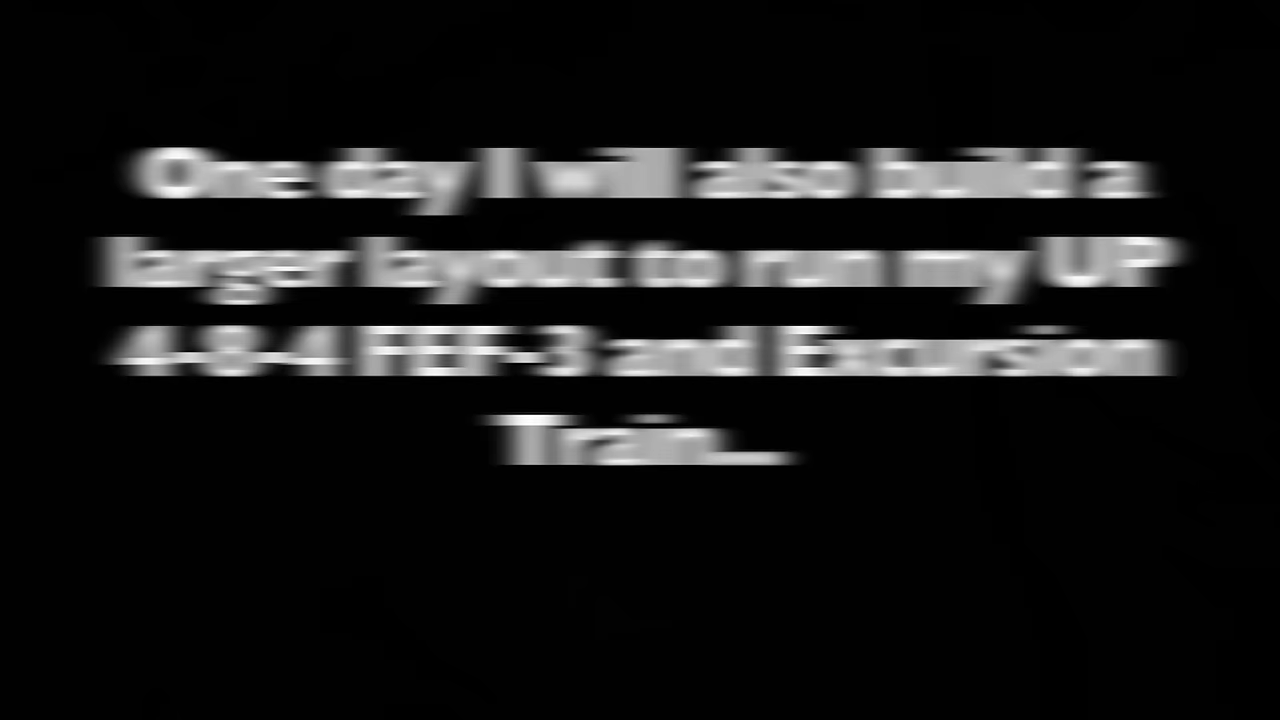 One day I will also build a
larger layout to run my UP
4-8-4 FEF-3 and Excursion
Train...